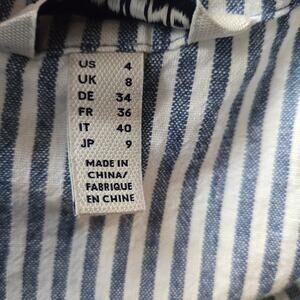 US 4
UK 8
DE 34
FR 36
IT 40
JP 9
MADE IN
CHINA/
FABRIQUE
EN CHINE